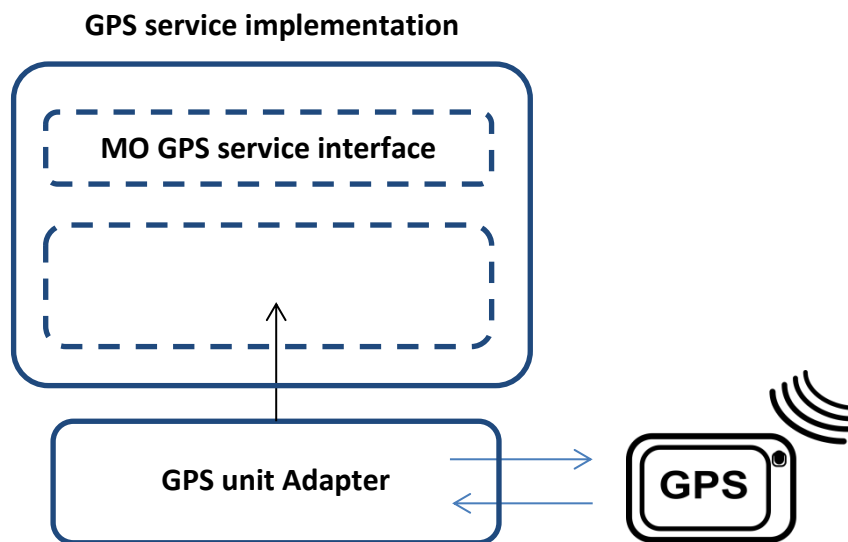 GPS service implementation
MO GPS service interface
GPS unit Adapter
GPS